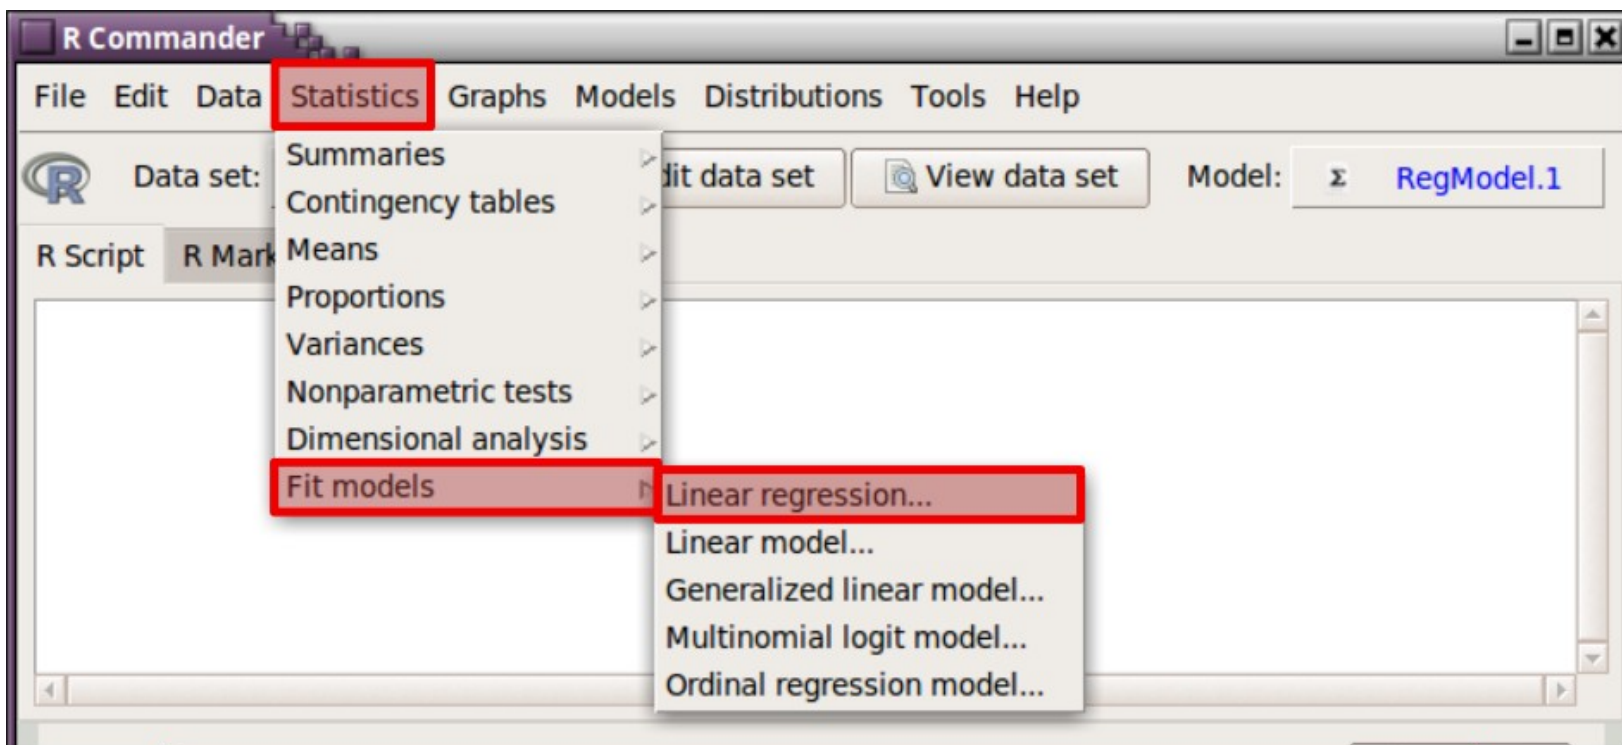 R Commander
File Edit Data Statistics Graphs Models Distributions Tools Help
R Data set: dit data set View data set Model: Σ RegModel.1
R Script R Mark
Summaries
Contingency tables
Means
Proportions
Variances
Nonparametric tests
Dimensional analysis
Fit models
Linear regression...
Linear model...
Generalized linear model...
Multinomial logit model...
Ordinal regression model...